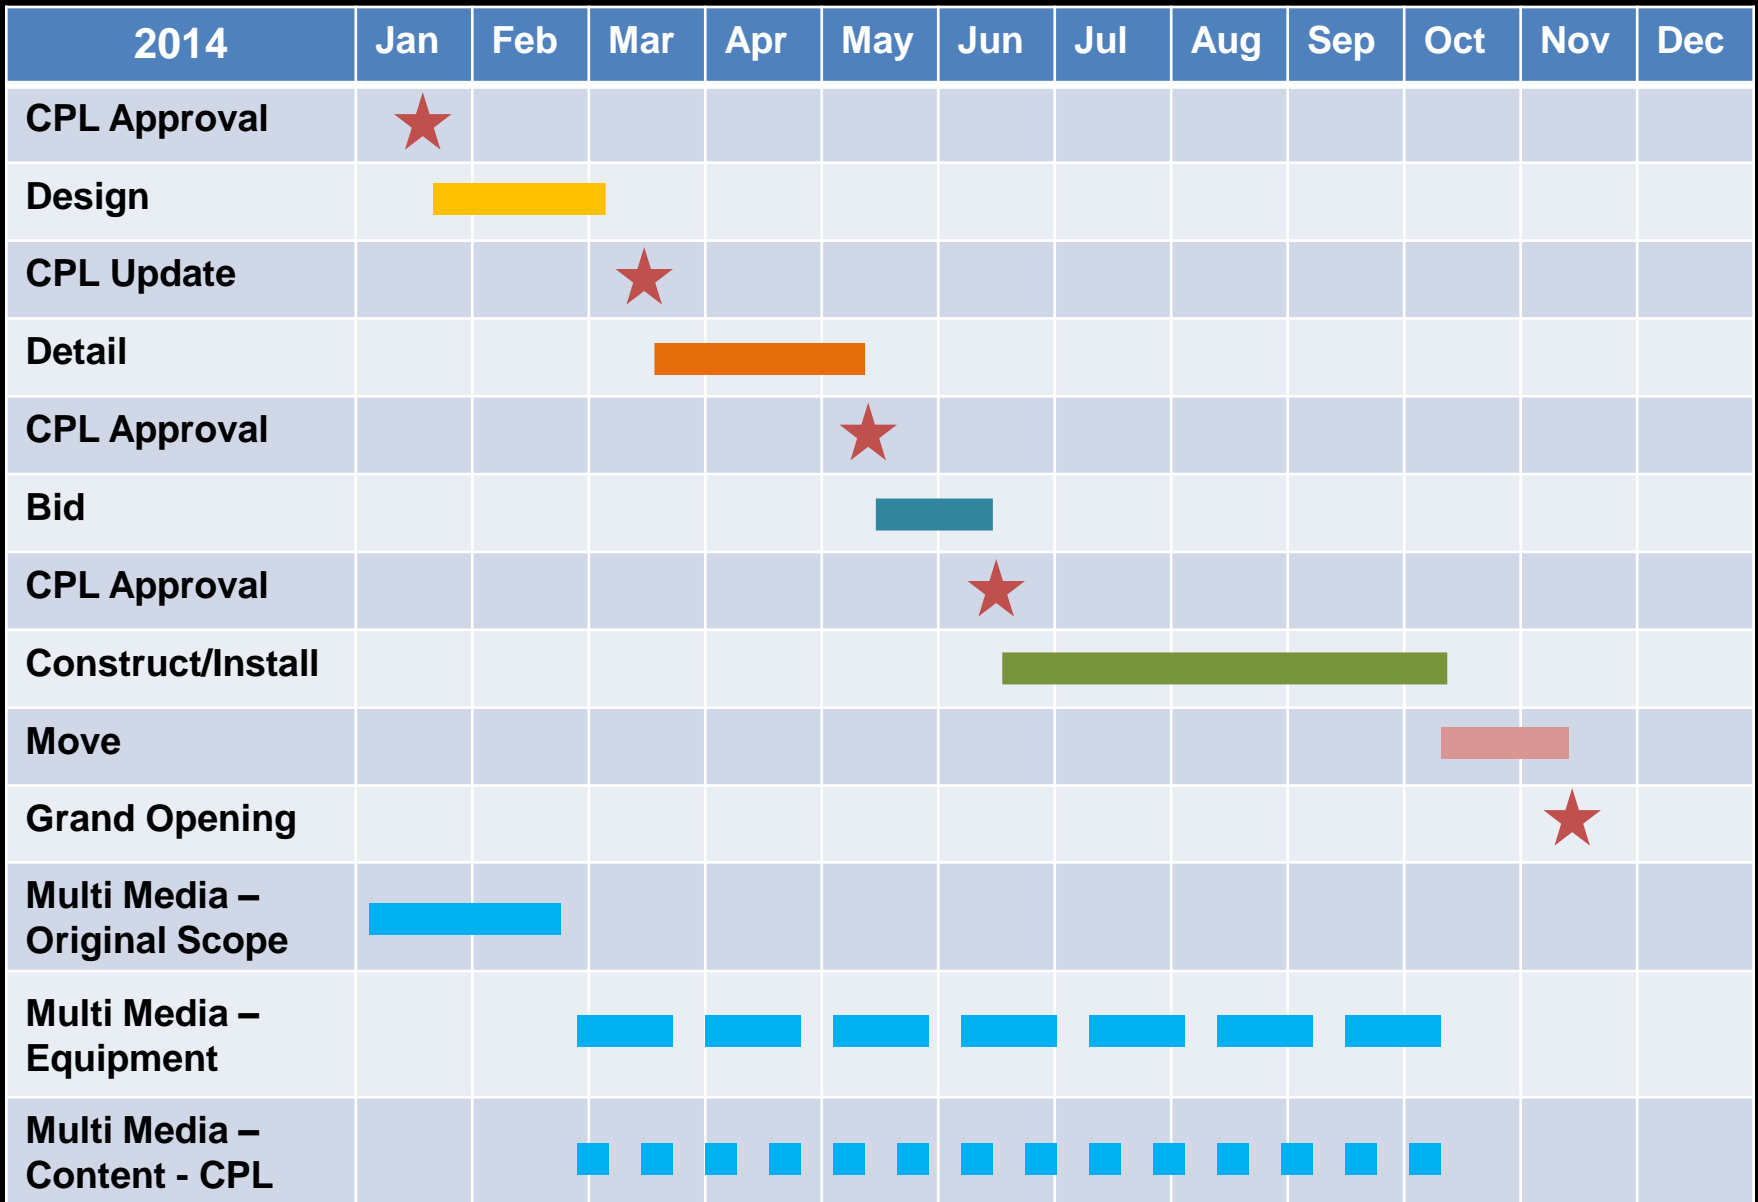 2014 Jan Feb Mar Apr May Jun Jul Aug Sep Oct Nov Dec
CPL Approval
Design
CPL Update
Detail
CPL Approval
Bid
CPL Approval
Construct/Install
Move
Grand Opening
Multi Media –
Original Scope
Multi Media –
Equipment
Multi Media –
Content - CPL